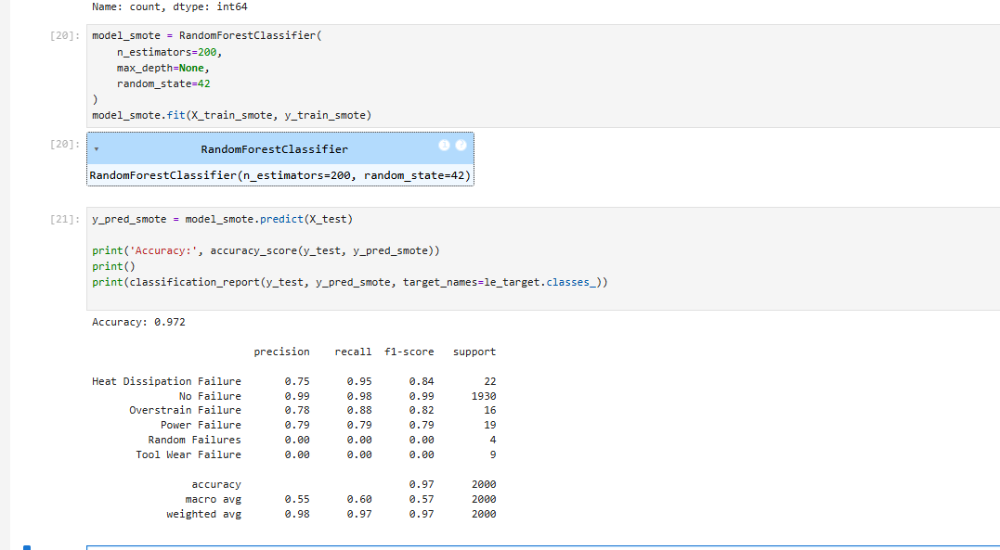 Name: count, dtype: int64
[20]: model_smote = RandomForestClassifier(
n_estimators=200,
max_depth=None,
random_state=42
)
model_smote.fit(X_train_smote, y_train_smote)
[20]: ▾ RandomForestClassifier i ?
RandomForestClassifier(n_estimators=200, random_state=42)
[21]: y_pred_smote = model_smote.predict(X_test)
print('Accuracy:', accuracy_score(y_test, y_pred_smote))
print()
print(classification_report(y_test, y_pred_smote, target_names=le_target.classes_))
Accuracy: 0.972
precision recall f1-score support
Heat Dissipation Failure 0.75 0.95 0.84 22
No Failure 0.99 0.98 0.99 1930
Overstrain Failure 0.78 0.88 0.82 16
Power Failure 0.79 0.79 0.79 19
Random Failures 0.00 0.00 0.00 4
Tool Wear Failure 0.00 0.00 0.00 9
accuracy 0.97 2000
macro avg 0.55 0.60 0.57 2000
weighted avg 0.98 0.97 0.97 2000